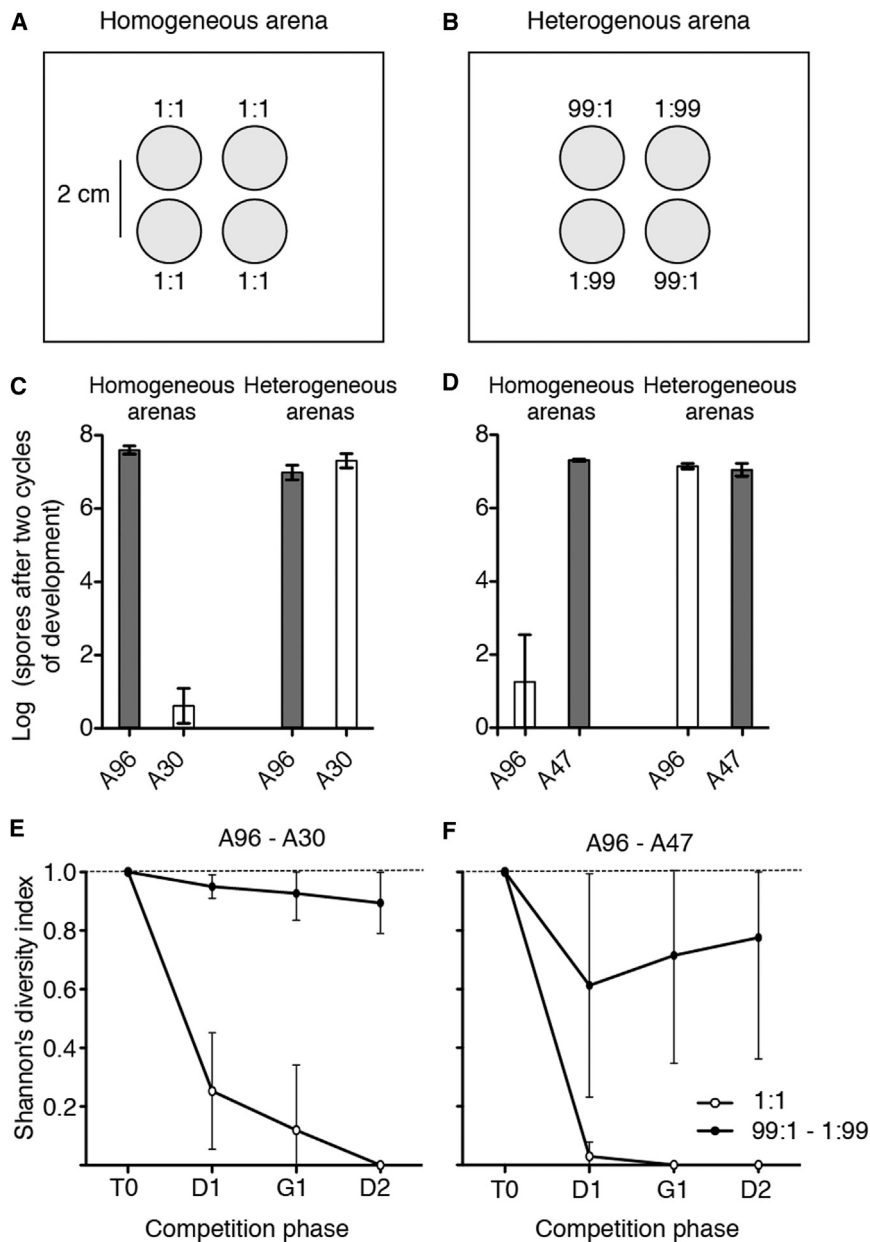 A Homogeneous arena
1:1 1:1
2 cm
1:1 1:1
B Heterogenous arena
99:1 1:99
1:99 99:1
C
Homogeneous arenas
Heterogeneous arenas
Log (spores after two cycles of development)
8
6
4
2
0
A96 A30 A96 A30
D
Homogeneous arenas
Heterogeneous arenas
8
6
4
2
0
A96 A47 A96 A47
E A96 - A30
Shannon's diversity index
1.0
0.8
0.6
0.4
0.2
T0 D1 G1 D2
Competition phase
F A96 - A47
1:1
99:1 - 1:99
T0 D1 G1 D2
Competition phase